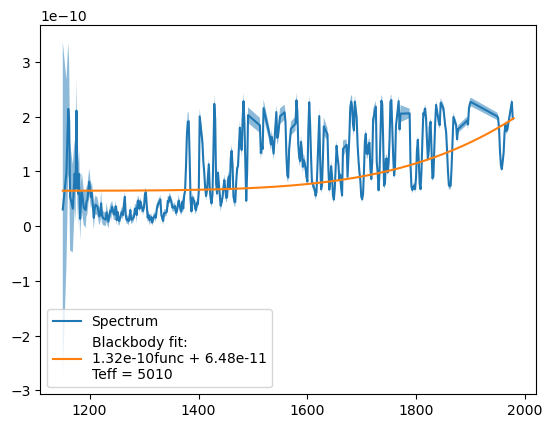 1e−10
3
2
1
0
−1
−2
−3
Spectrum
Blackbody fit:
1.32e-10func + 6.48e-11
Teff = 5010
1200
1400
1600
1800
2000